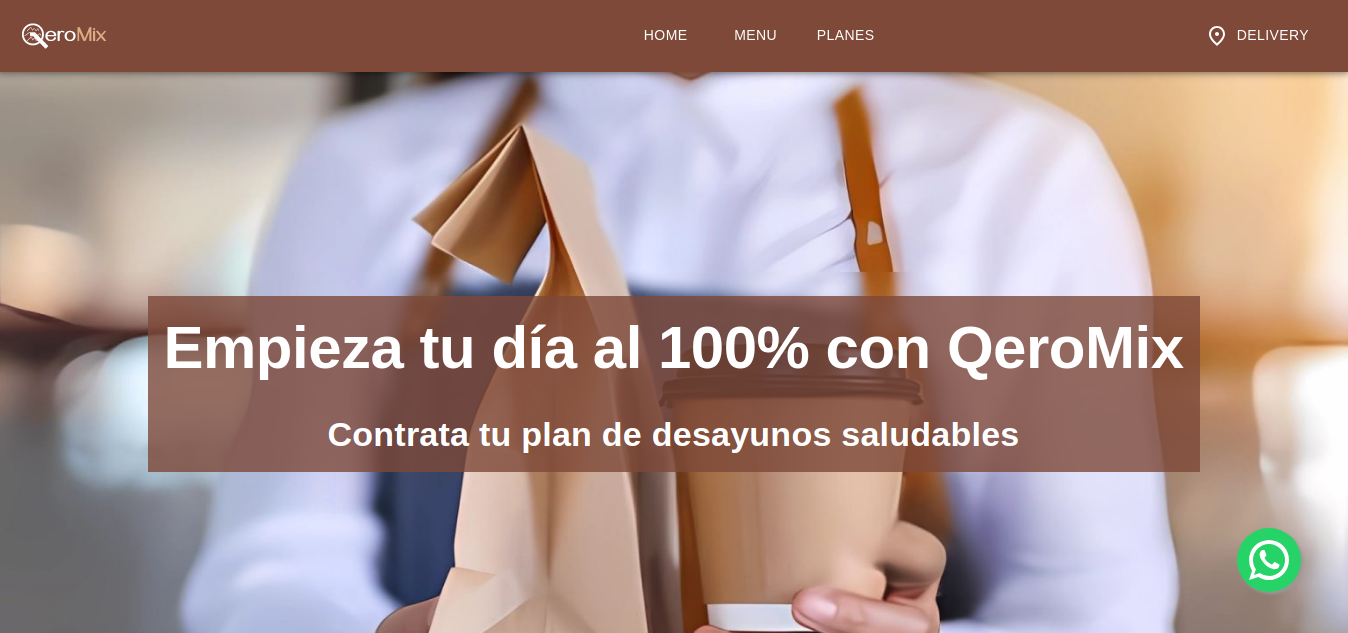 QeroMix
HOME
MENU
PLANES
DELIVERY
Empieza tu día al 100% con QeroMix
Contrata tu plan de desayunos saludables